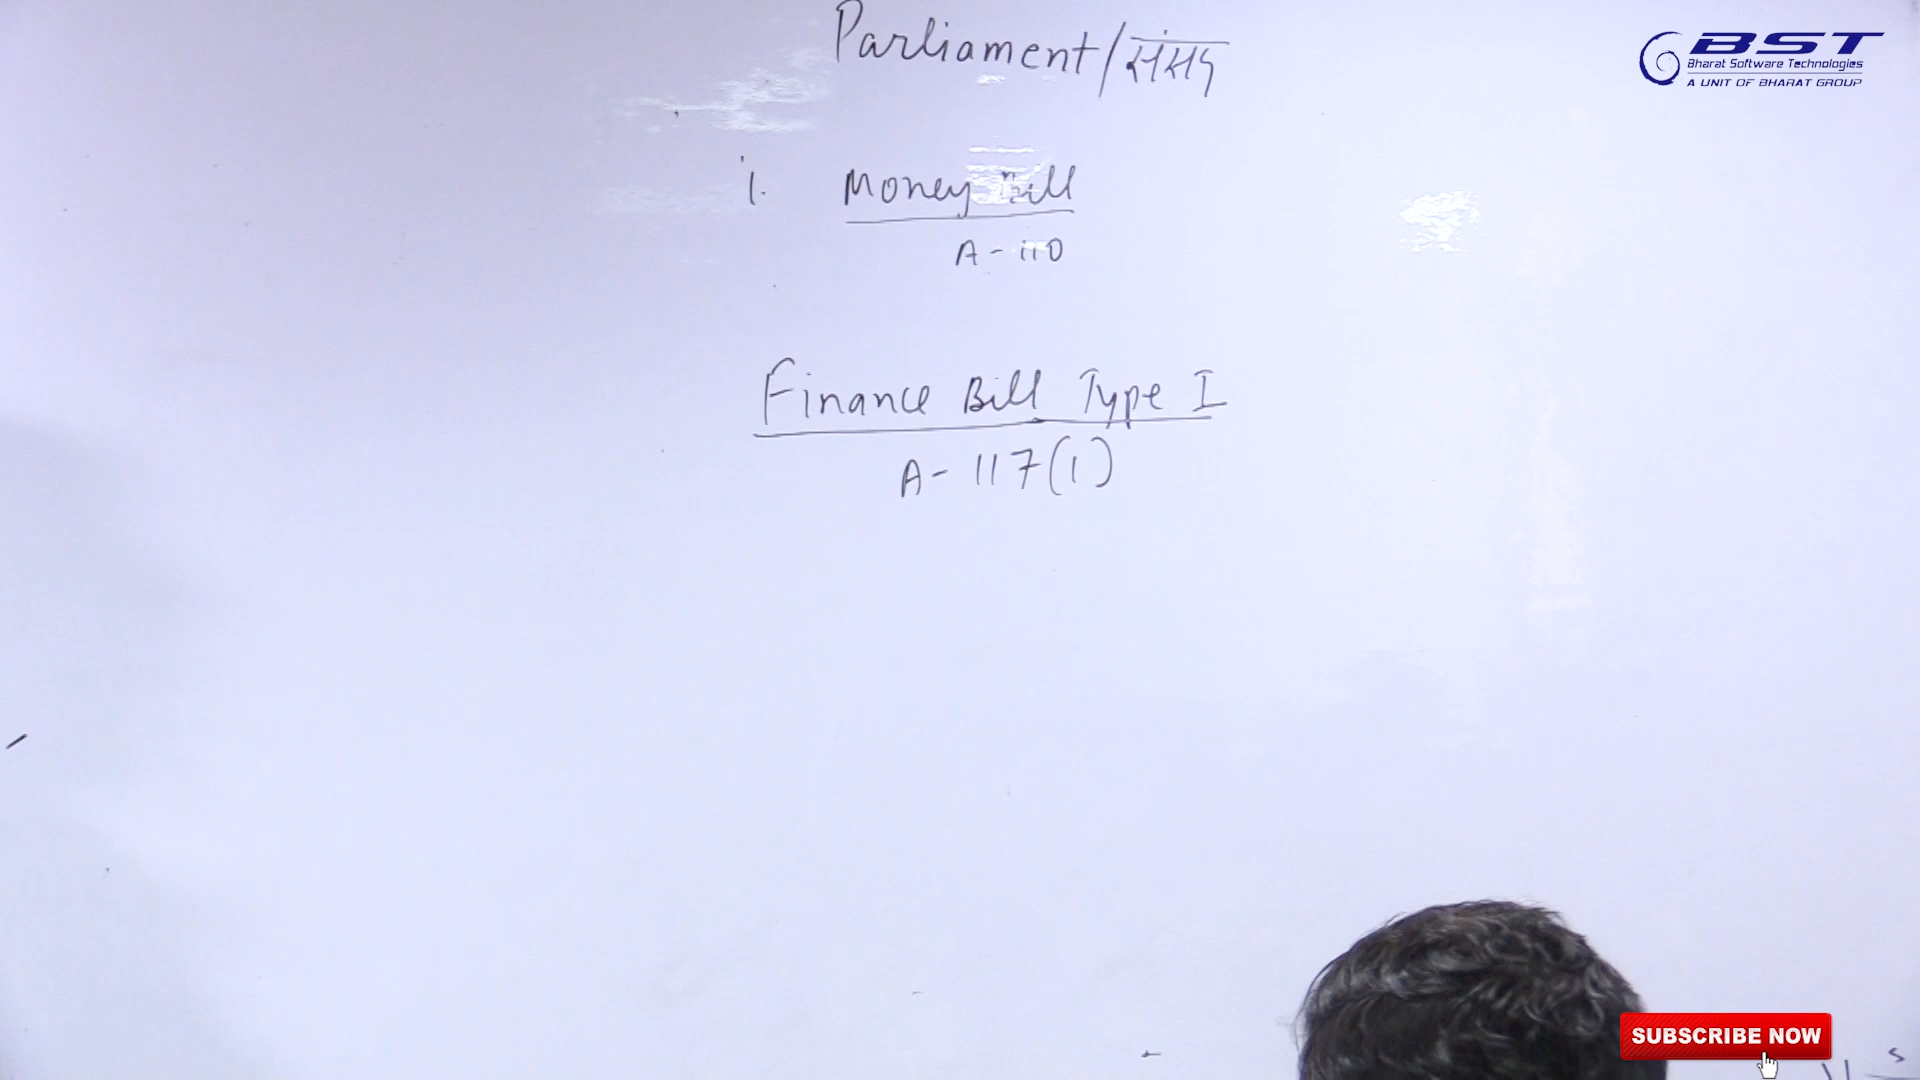 Parliament/संसद
1. Money Bill
A-110
Finance Bill Type I
A-117(1)
BST
Bharat Software Technologies
A UNIT OF BHARAT GROUP
SUBSCRIBE NOW